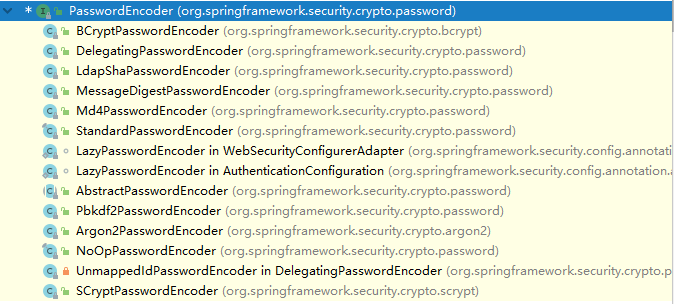 * PasswordEncoder (org.springframework.security.crypto.password)
BCryptPasswordEncoder (org.springframework.security.crypto.bcrypt)
DelegatingPasswordEncoder (org.springframework.security.crypto.password)
LdapShaPasswordEncoder (org.springframework.security.crypto.password)
MessageDigestPasswordEncoder (org.springframework.security.crypto.password)
Md4PasswordEncoder (org.springframework.security.crypto.password)
StandardPasswordEncoder (org.springframework.security.crypto.password)
LazyPasswordEncoder in WebSecurityConfigurerAdapter (org.springframework.security.config.annotation
LazyPasswordEncoder in AuthenticationConfiguration (org.springframework.security.config.annotation.a
AbstractPasswordEncoder (org.springframework.security.crypto.password)
Pbkdf2PasswordEncoder (org.springframework.security.crypto.password)
Argon2PasswordEncoder (org.springframework.security.crypto.argon2)
NoOpPasswordEncoder (org.springframework.security.crypto.password)
UnmappedIdPasswordEncoder in DelegatingPasswordEncoder (org.springframework.security.crypto.p
SCryptPasswordEncoder (org.springframework.security.crypto.scrypt)